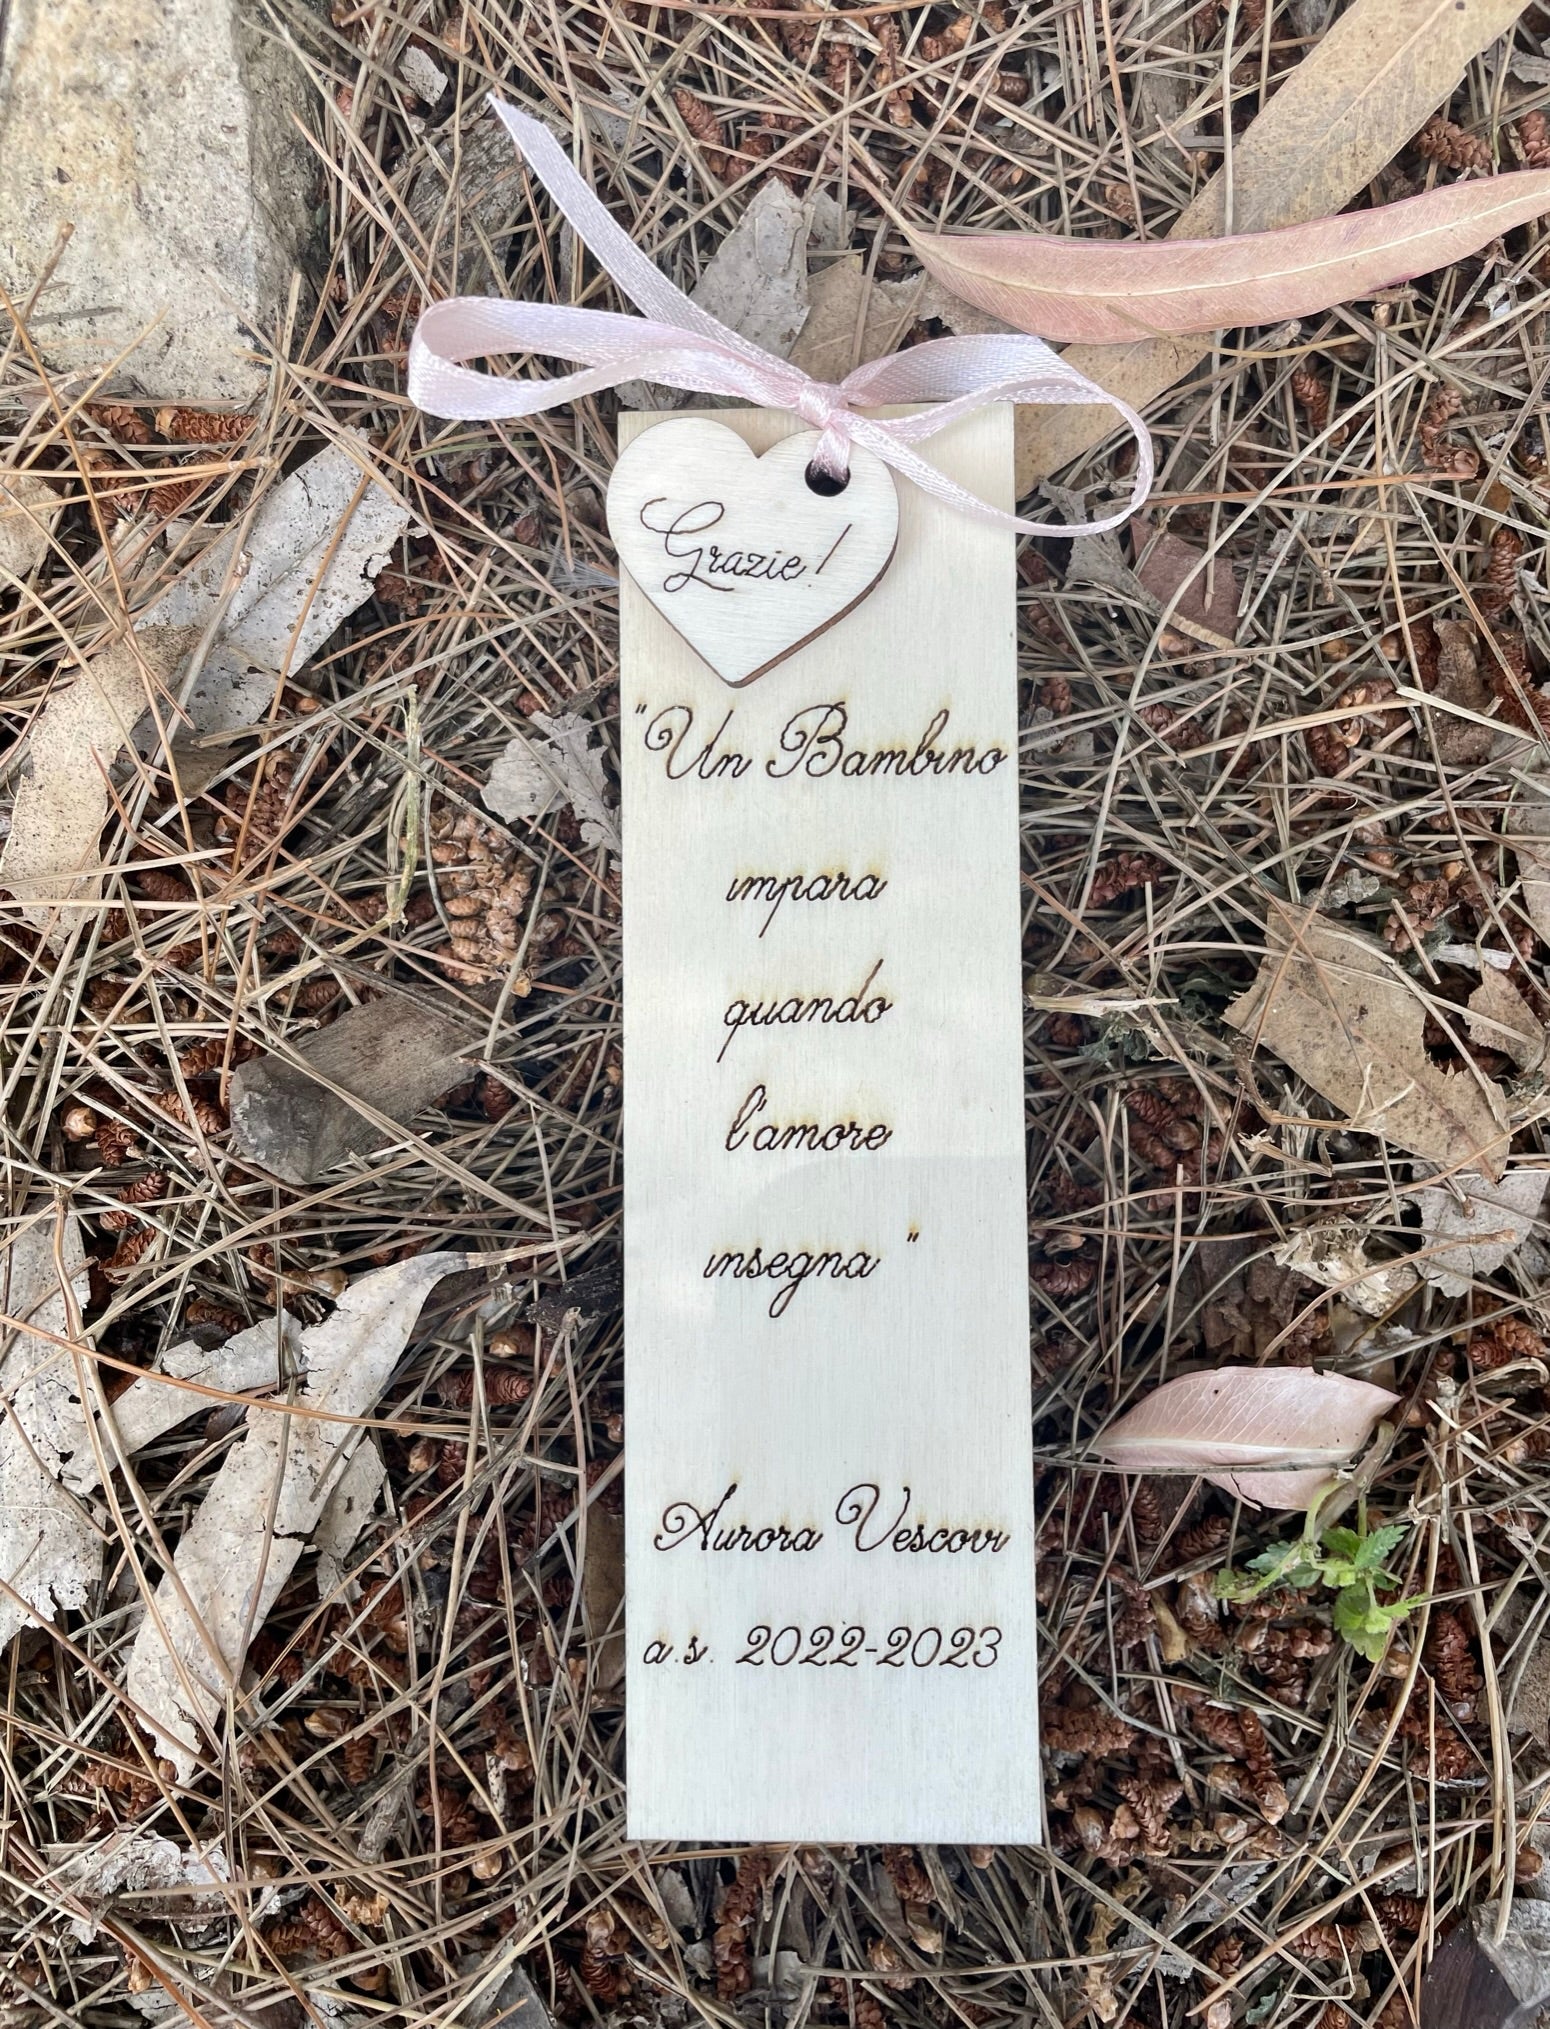 Grazie!
"Un Bambino
impara
quando
l'amore
insegna"
Aurora Vescovi
a.s. 2022-2023